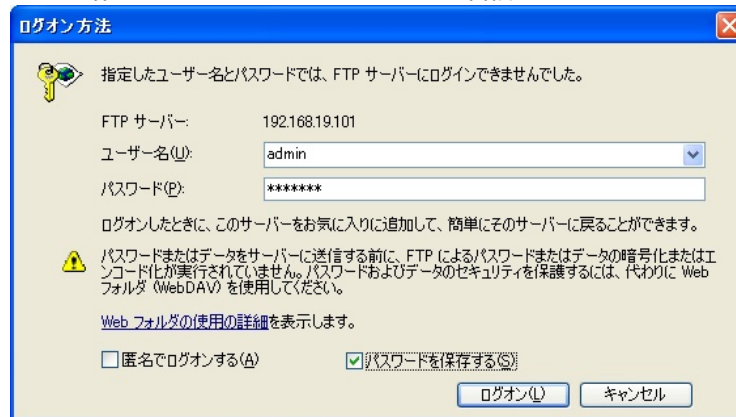 ログオン方法
指定したユーザー名とパスワードでは、FTP サーバーにログインできませんでした。
FTP サーバー: 192.168.19.101
ユーザー名(U): admin
パスワード(P): *******
ログオンしたときに、このサーバーをお気に入りに追加して、簡単にそのサーバーに戻ることができます。
パスワードまたはデータをサーバーに送信する前に、FTP によるパスワードまたはデータの暗号化またはエ
ンコード化が実行されていません。パスワードおよびデータのセキュリティを保護するには、代わりに Web
フォルダ (WebDAV) を使用してください。
Web フォルダの使用の詳細を表示します。
匿名でログオンする(A) パスワードを保存する(S)
ログオン(L) キャンセル